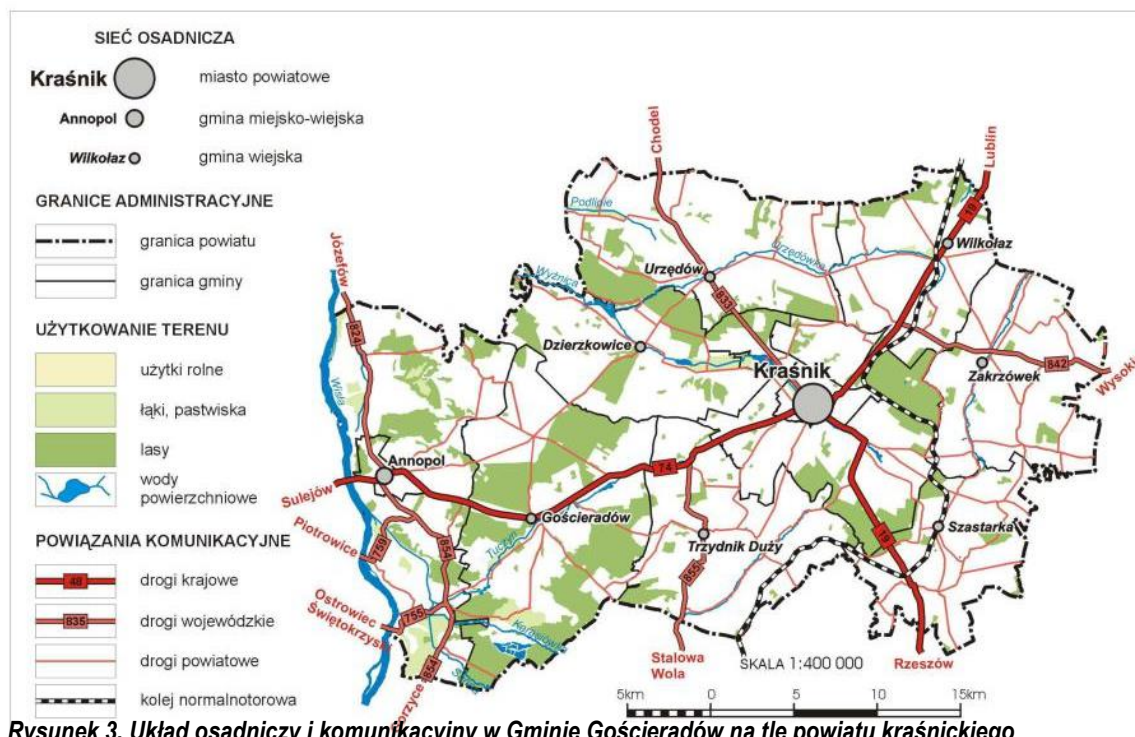 SIEĆ OSADNICZA
Kraśnik miasto powiatowe
Annopol gmina miejsko-wiejska
Wilkołaz gmina wiejska
GRANICE ADMINISTRACYJNE
granica powiatu
granica gminy
UŻYTKOWANIE TERENU
użytki rolne
łąki, pastwiska
lasy
wody
powierzchniowe
POWIĄZANIA KOMUNIKACYJNE
48 drogi krajowe
835 drogi wojewódzkie
drogi powiatowe
kolej normalnotorowa
Chodel
Lublin
19
Podlipie
Józefów
Urzędówka
Wilkołaz
Urzędów
Wyżnica
833
824
Dzierzkowice
842
Kraśnik
Zakrzówek
Wysokie
Wisła
Annopol
74
Sulejów
Gościeradów
Szastarka
Piotrowice
Tuczyn
19
759
854
Trzydnik Duży
855
Ostrowiec
Świętokrzyski
755
854
Stalowa
Wola
SKALA 1:400 000
Rzeszów
5km 0 5 10 15km
Rysunek 3. Układ osadniczy i komunikacyjny w Gminie Gościeradów na tle powiatu kraśnickiego